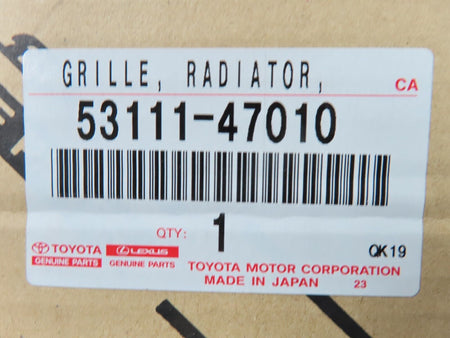 GRILLE, RADIATOR,
CA
53111-47010
QTY: 1
TOYOTA LEXUS
GENUINE PARTS GENUINE PARTS
QK19
TOYOTA MOTOR CORPORATION
MADE IN JAPAN 23